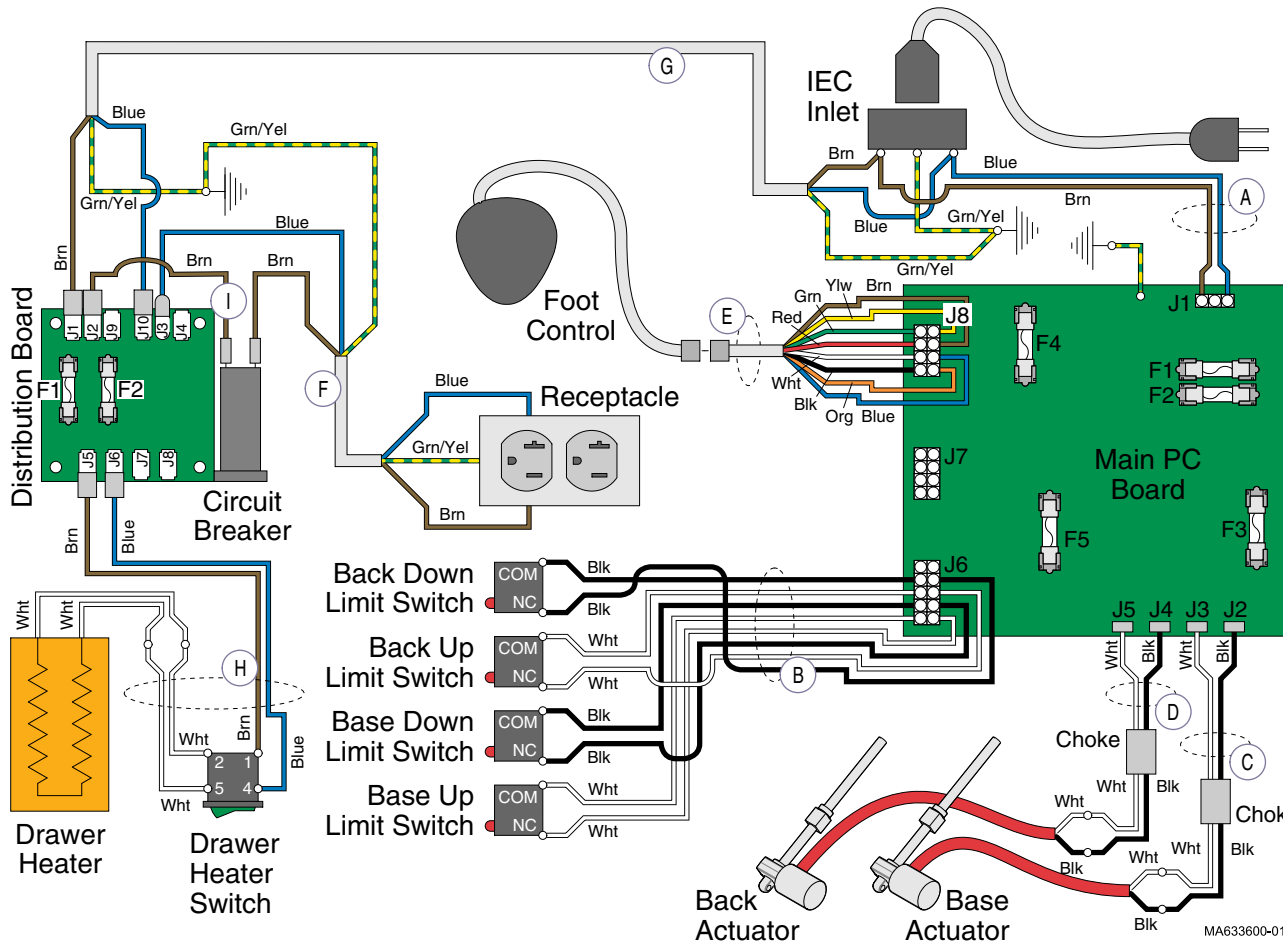 G
IEC
Inlet
Blue
Grn/Yel
Brn
Blue
Brn
A
Grn/Yel
Blue
Grn/Yel
Blue
Grn/Yel
Brn
Brn
Brn
I
Foot
Control
Ylw
Brn
Grn
Red
E
Wht
Blk
Org
Blue
J8
J1
F4
F1
F2
J7
Main PC
Board
F5
F3
J6
J5
J4
J3
J2
Distribution Board
J1
J2
J9
J10
J3
J4
F1
F2
J5
J6
J7
J8
Circuit
Breaker
F
Blue
Receptacle
Grn/Yel
Brn
Brn
Blue
Back Down
Limit Switch
COM
NC
Blk
Blk
Back Up
Limit Switch
COM
NC
Wht
Wht
Base Down
Limit Switch
COM
NC
Blk
Blk
Base Up
Limit Switch
COM
NC
Wht
Wht
B
Wht
Wht
H
Brn
Blue
Wht
Wht
2
1
5
4
Drawer
Heater
Drawer
Heater
Switch
Wht
Blk
Wht
Blk
D
C
Choke
Wht
Blk
Chok
Wht
Blk
Wht
Blk
Wht
Blk
Back
Actuator
Base
Actuator
MA633600-01